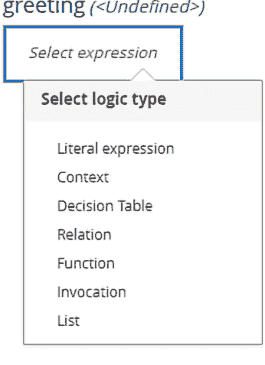 greeting (<Undefined>)
Select expression
Select logic type
Literal expression
Context
Decision Table
Relation
Function
Invocation
List